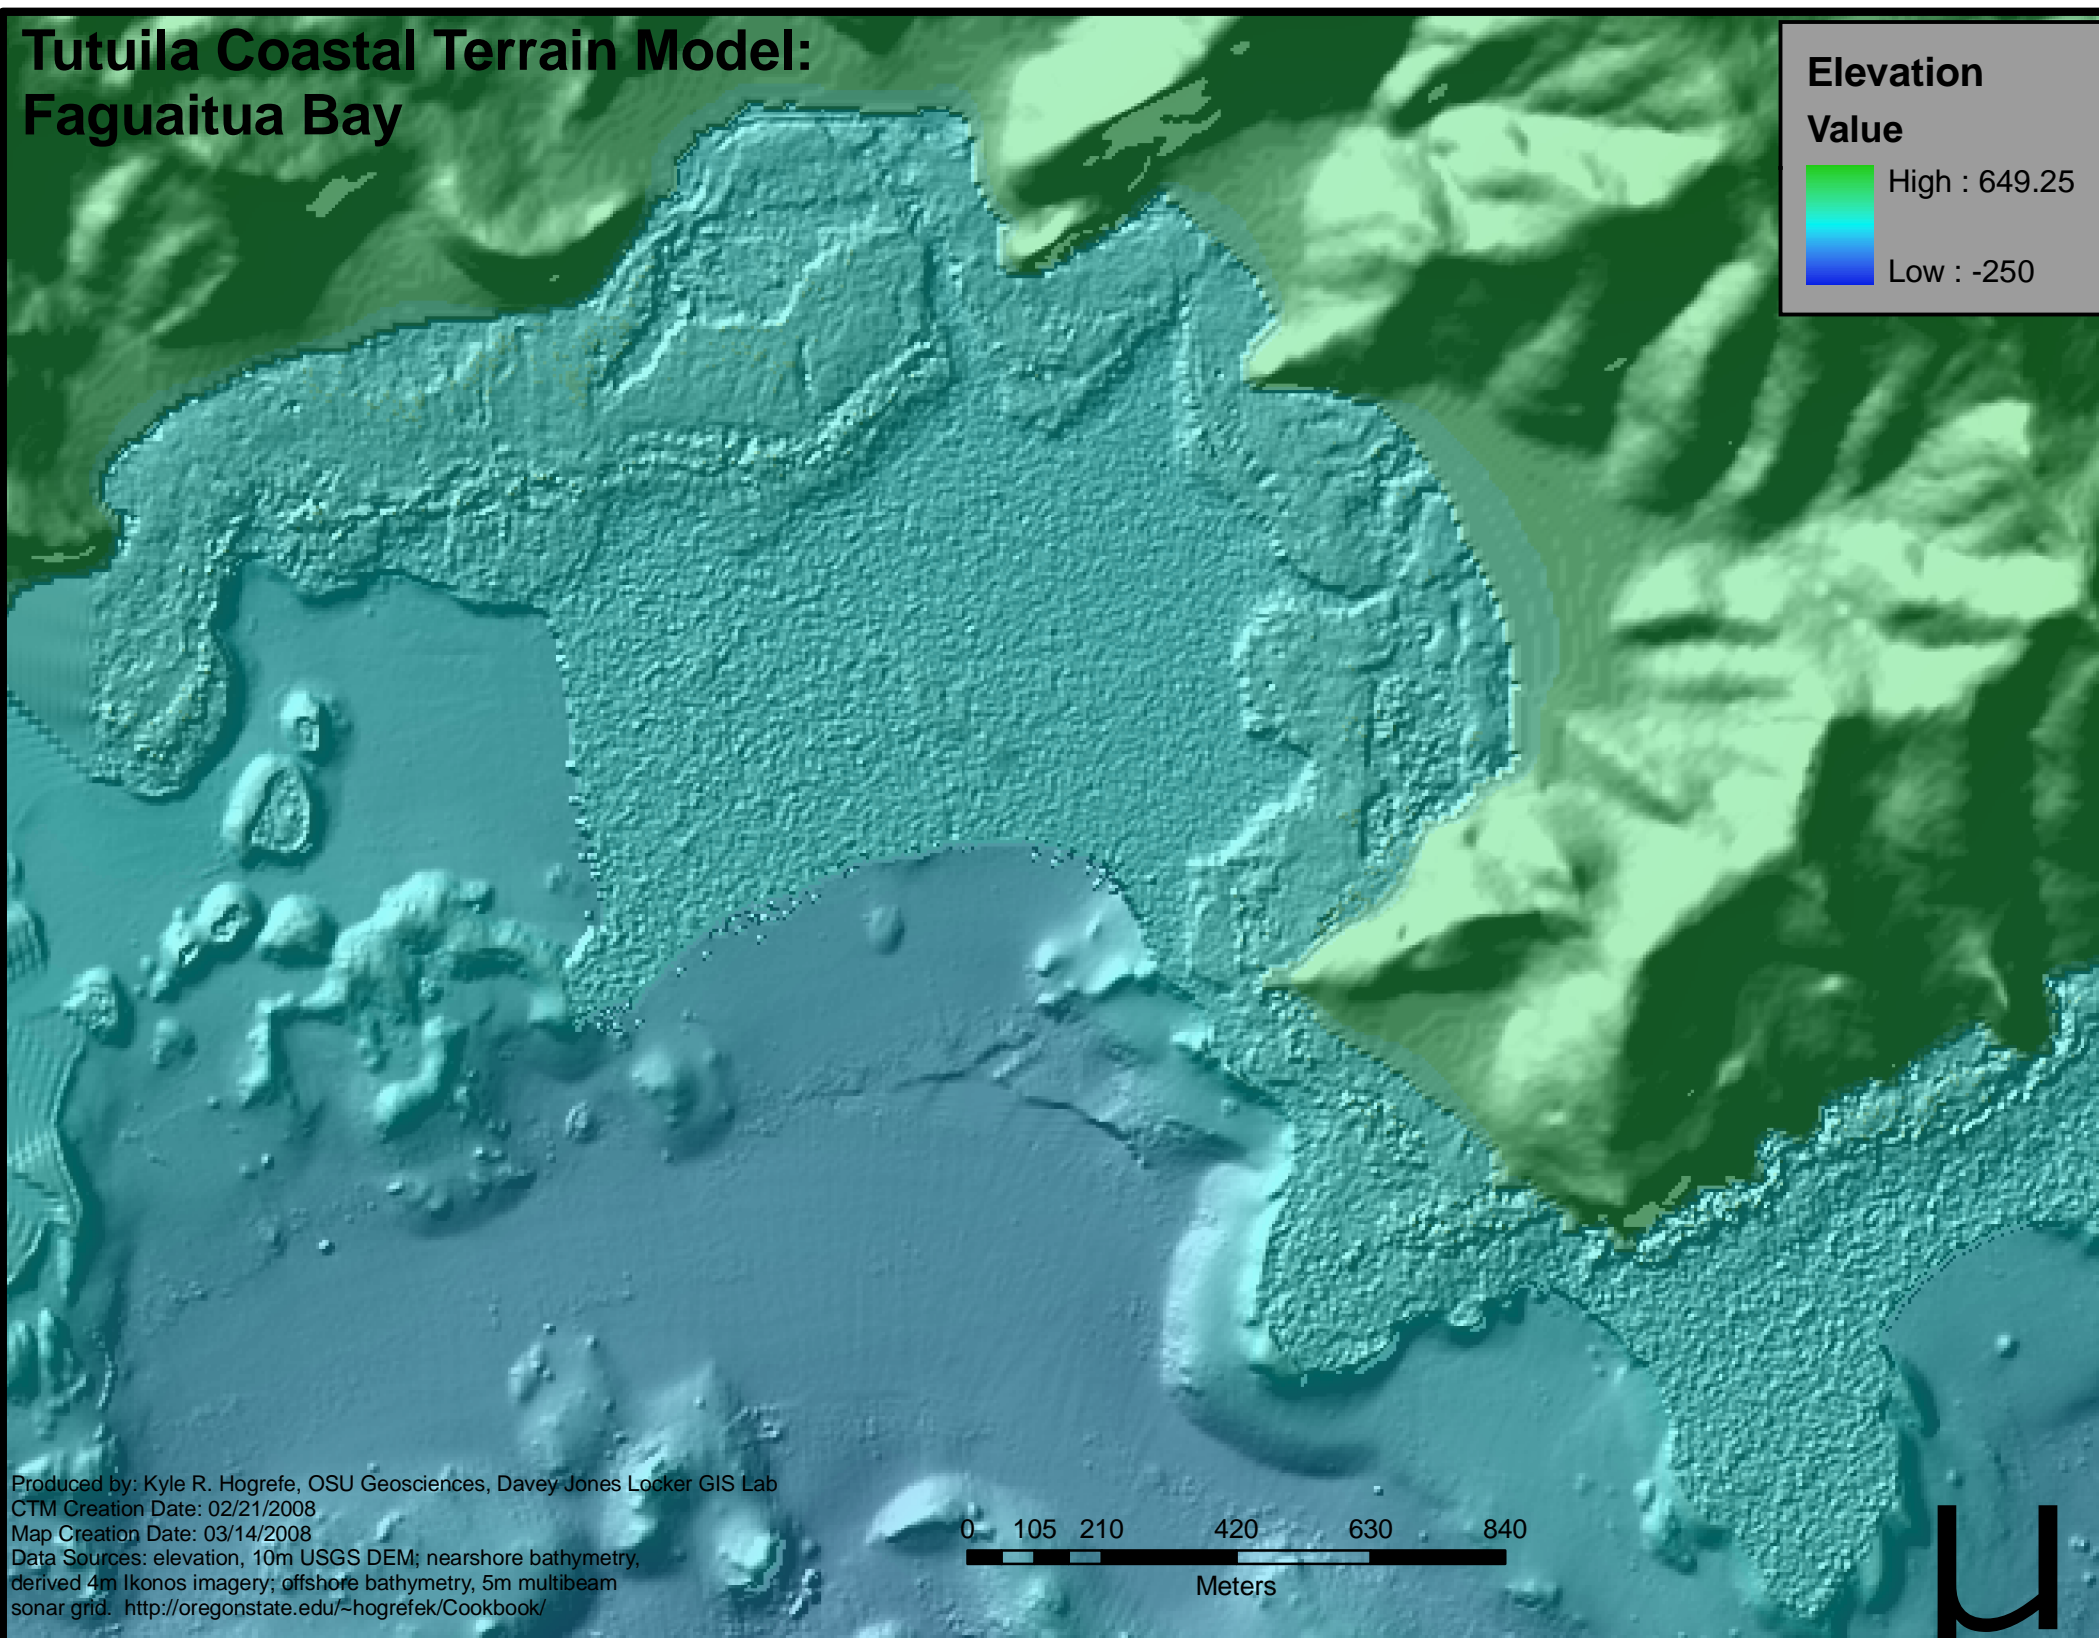 Tutuila Coastal Terrain Model:
Faguaitua Bay
Elevation
Value
High : 649.25
Low : -250
Produced by: Kyle R. Hogrefe, OSU Geosciences, Davey Jones Locker GIS Lab
CTM Creation Date: 02/21/2008
Map Creation Date: 03/14/2008
Data Sources: elevation, 10m USGS DEM; nearshore bathymetry,
derived 4m Ikonos imagery; offshore bathymetry, 5m multibeam
sonar grid. http://oregonstate.edu/~hogrefek/Cookbook/
0 105 210 420 630 840
Meters
µ